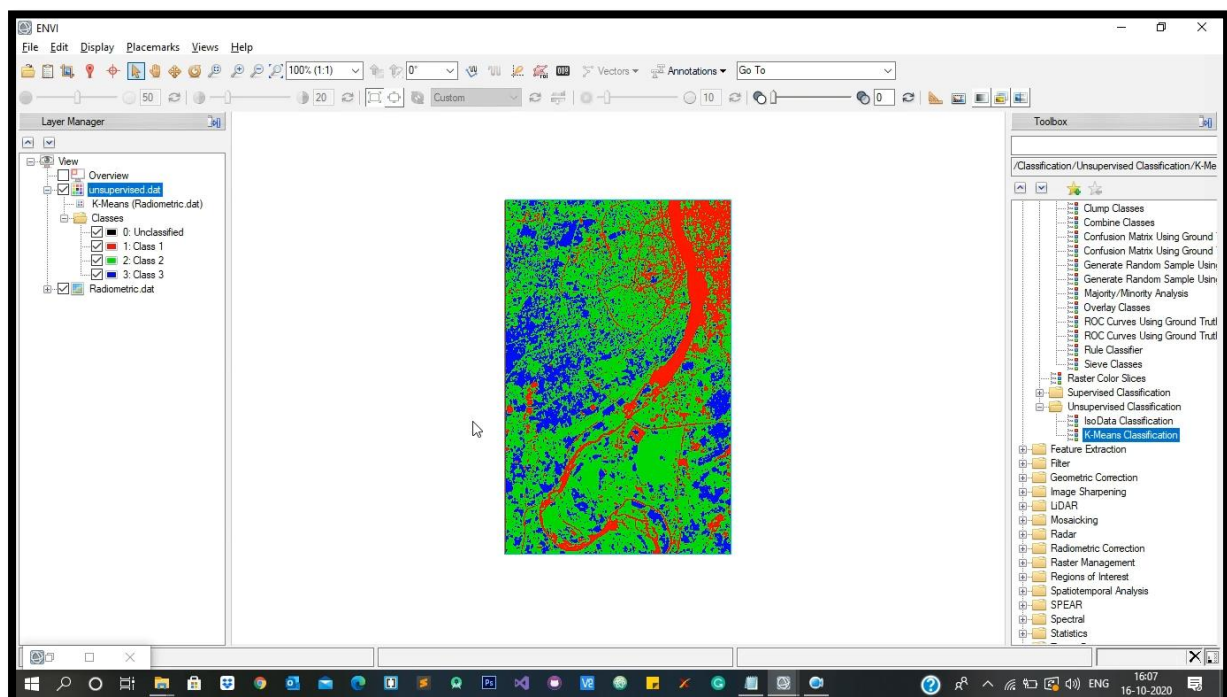 ENVI
File Edit Display Placemarks Views Help
100% (1:1) 0° Vectors Annotations Go To
50 20 Custom 10 0
Layer Manager
View
Overview
unsupervised.dat
K-Means (Radiometric.dat)
Classes
0: Unclassified
1: Class 1
2: Class 2
3: Class 3
Radiometric.dat
Toolbox
/Classification/Unsupervised Classification/K-Me
Clump Classes
Combine Classes
Confusion Matrix Using Ground
Confusion Matrix Using Ground
Generate Random Sample Using
Generate Random Sample Using
Majority/Minority Analysis
Overlay Classes
ROC Curves Using Ground Trutl
ROC Curves Using Ground Trutl
Rule Classifier
Sieve Classes
Raster Color Slices
Supervised Classification
Unsupervised Classification
IsoData Classification
K-Means Classification
Feature Extraction
Filter
Geometric Correction
Image Sharpening
LiDAR
Mosaicking
Radar
Radiometric Correction
Raster Management
Regions of Interest
Spatiotemporal Analysis
SPEAR
Spectral
Statistics
Ps
ENG
16:07
16-10-2020